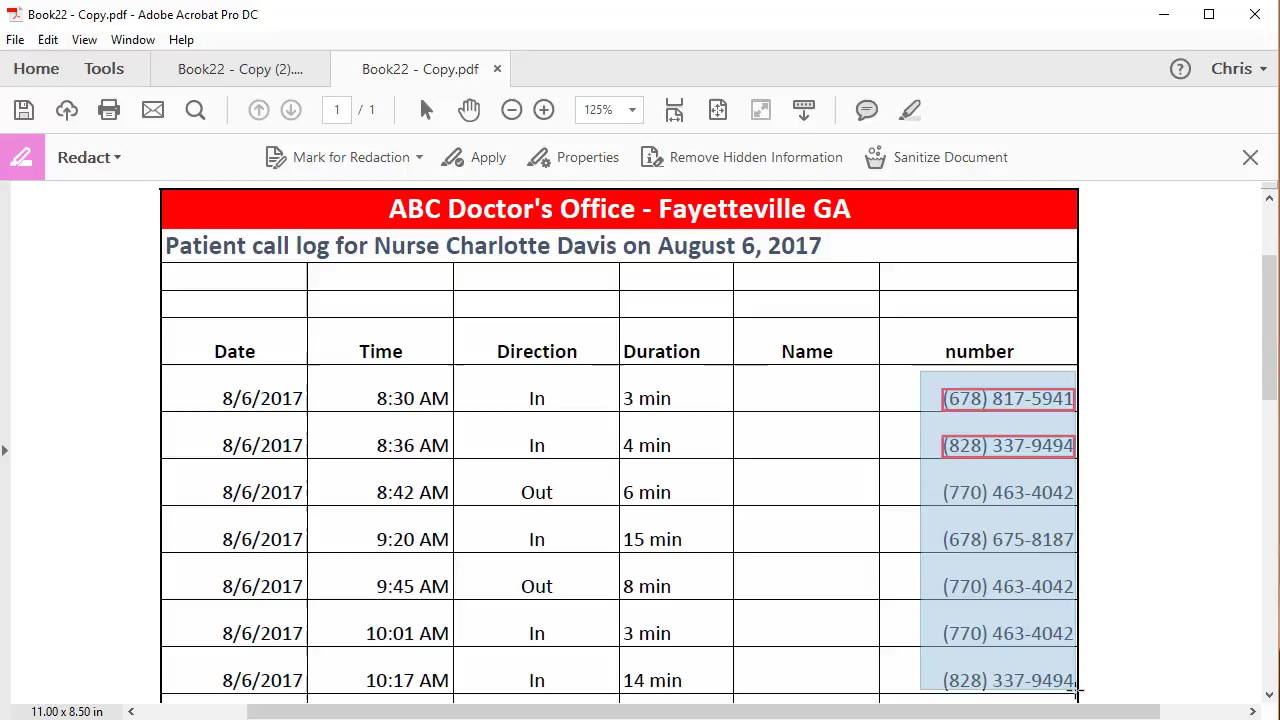 Book22 - Copy.pdf - Adobe Acrobat Pro DC
File Edit View Window Help
Home Tools Book22 - Copy (2).... Book22 - Copy.pdf × ? Chris
1 / 1 125%
Redact Mark for Redaction Apply Properties Remove Hidden Information Sanitize Document
ABC Doctor's Office - Fayetteville GA
Patient call log for Nurse Charlotte Davis on August 6, 2017
Date Time Direction Duration Name number
8/6/2017 8:30 AM In 3 min (678) 817-5941
8/6/2017 8:36 AM In 4 min (828) 337-9494
8/6/2017 8:42 AM Out 6 min (770) 463-4042
8/6/2017 9:20 AM In 15 min (678) 675-8187
8/6/2017 9:45 AM Out 8 min (770) 463-4042
8/6/2017 10:01 AM In 3 min (770) 463-4042
8/6/2017 10:17 AM In 14 min (828) 337-9494
11.00 x 8.50 in